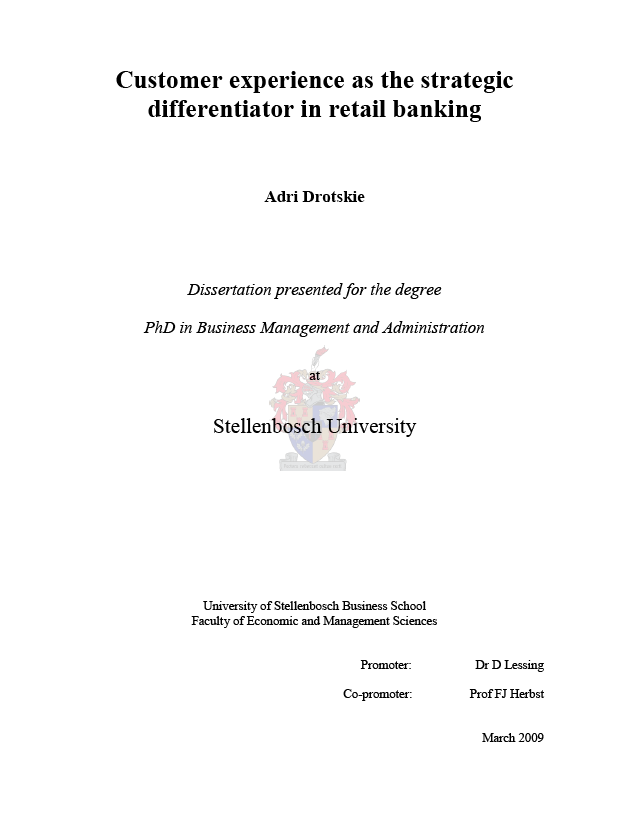 Customer experience as the strategic
differentiator in retail banking
Adri Drotskie
Dissertation presented for the degree
PhD in Business Management and Administration
at
Stellenbosch University
University of Stellenbosch Business School
Faculty of Economic and Management Sciences
Promoter: Dr D Lessing
Co-promoter: Prof FJ Herbst
March 2009